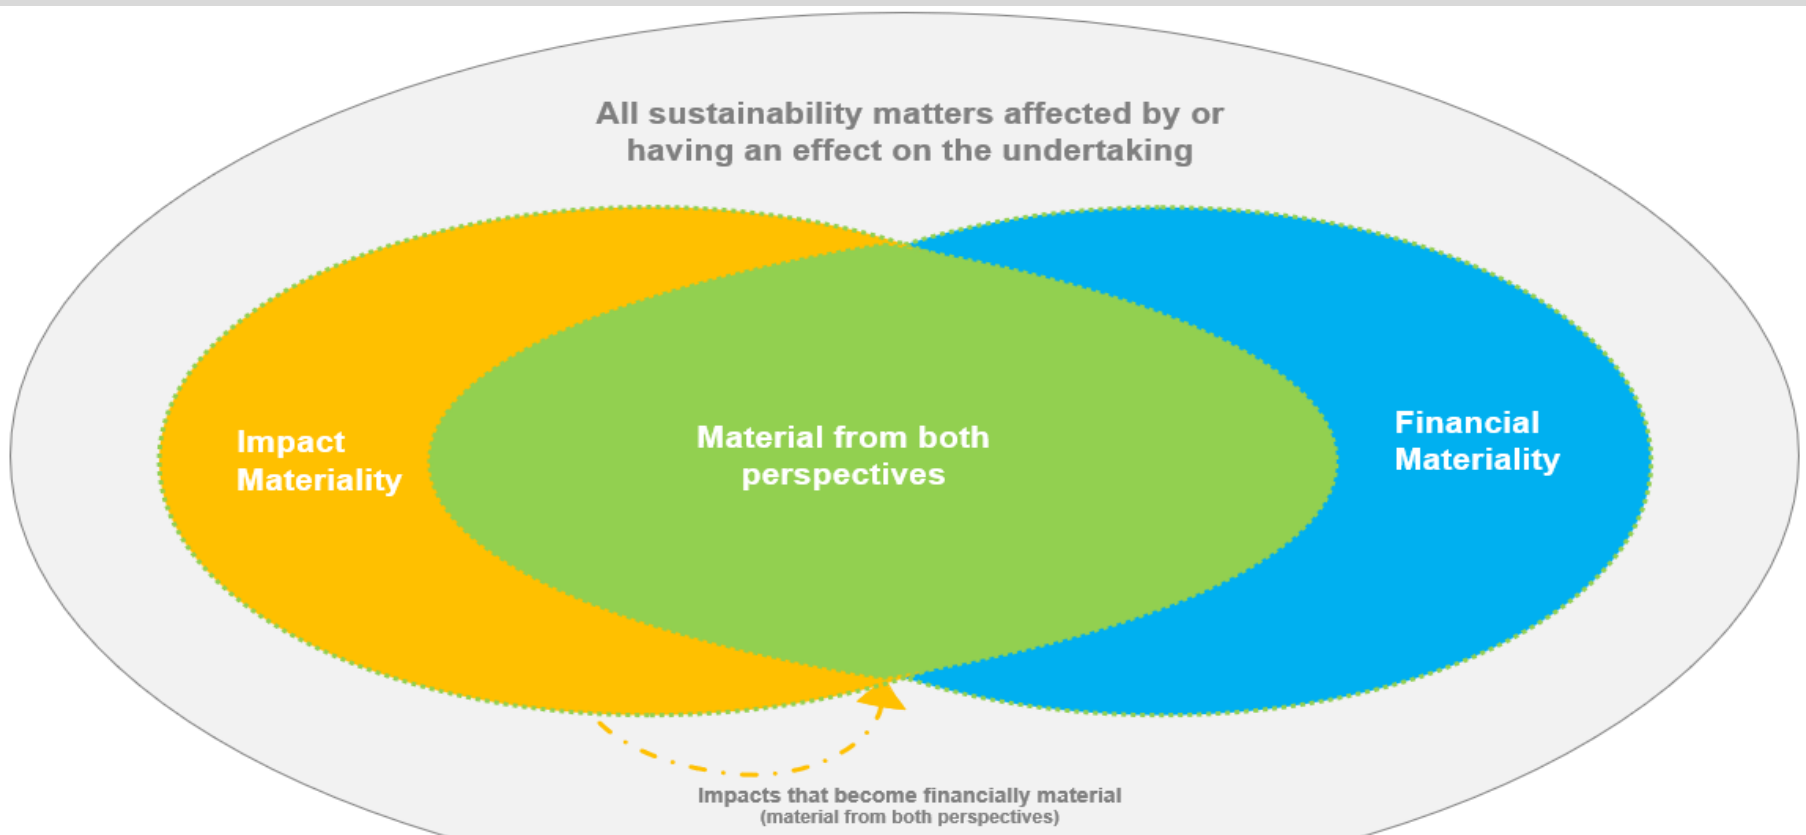 All sustainability matters affected by or
having an effect on the undertaking
Impact
Materiality
Material from both
perspectives
Financial
Materiality
Impacts that become financially material
(material from both perspectives)